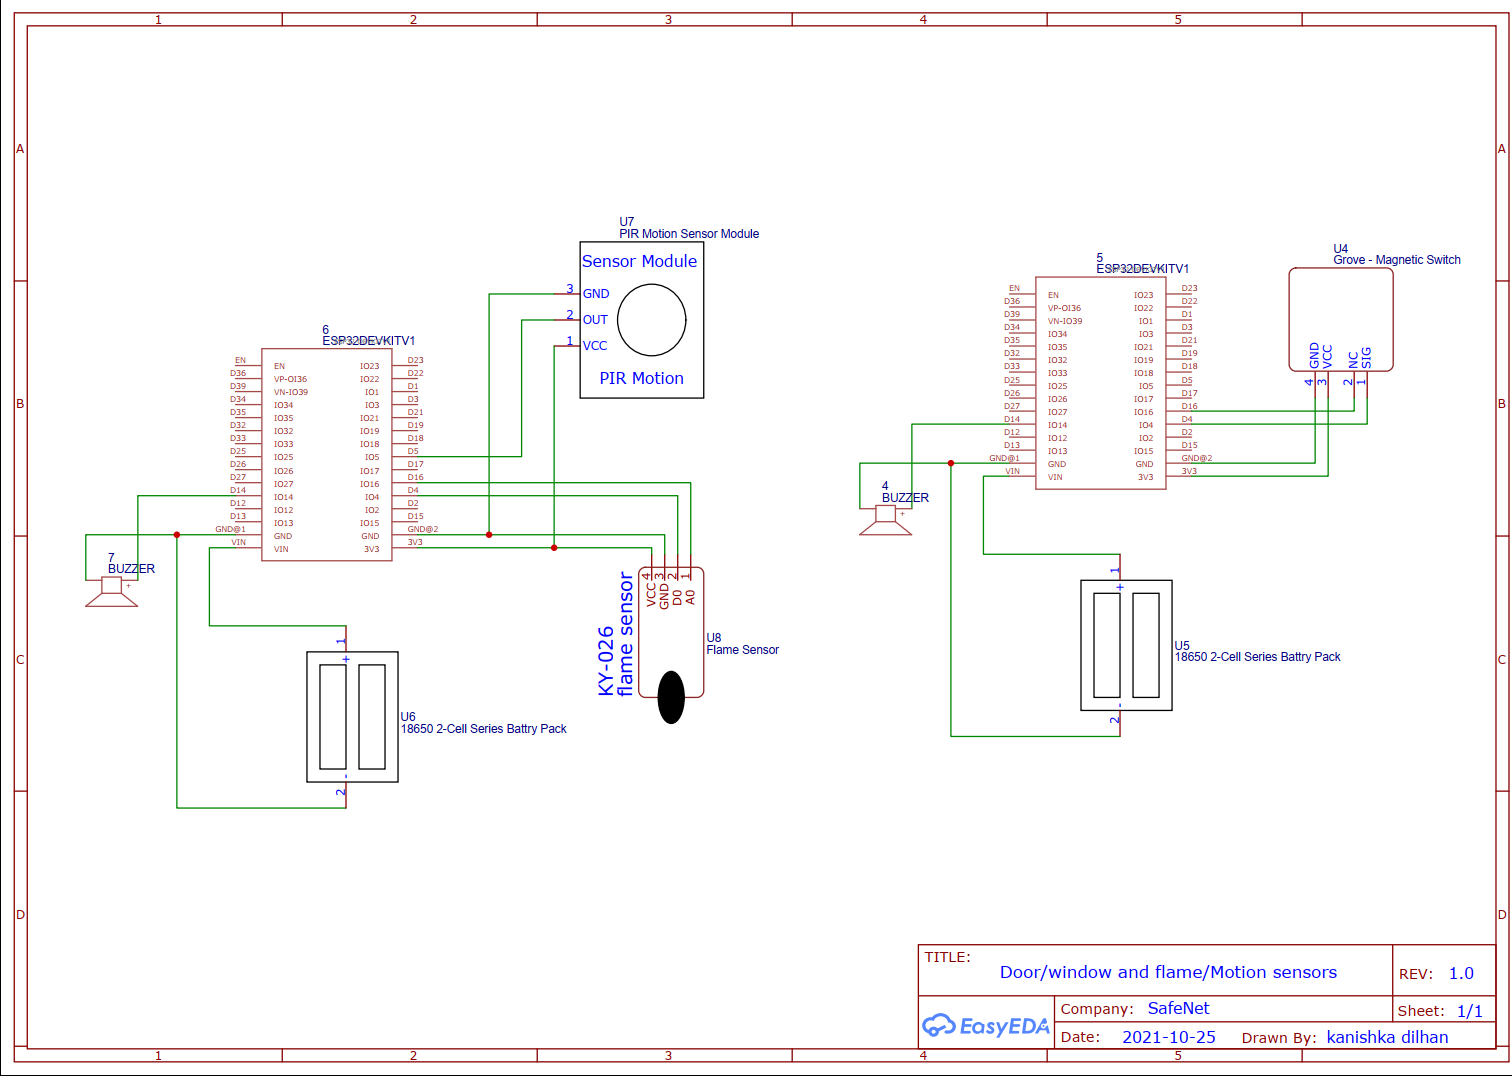 1 2 3 4 5
A A
B B
C C
D D
U7
PIR Motion Sensor Module
Sensor Module
3 GND
2 OUT
1 VCC
PIR Motion
6
ESP32DEVKITV1
EN EN IO23 D23
D36 VP-OI36 IO22 D22
D39 VN-IO39 IO1 D1
D34 IO34 IO3 D3
D35 IO35 IO21 D21
D32 IO32 IO19 D19
D33 IO33 IO18 D18
D25 IO25 IO5 D5
D26 IO26 IO17 D17
D27 IO27 IO16 D16
D14 IO14 IO4 D4
D12 IO12 IO2 D2
D13 IO13 IO15 D15
GND@1 GND GND GND@2
VIN VIN 3V3 3V3
7
BUZZER
+
1
+
-
2
U6
18650 2-Cell Series Battry Pack
4 3 2 1
VCC GND D0 A0
KY-026
flame sensor
U8
Flame Sensor
5
ESP32DEVKITV1
EN EN IO23 D23
D36 VP-OI36 IO22 D22
D39 VN-IO39 IO1 D1
D34 IO34 IO3 D3
D35 IO35 IO21 D21
D32 IO32 IO19 D19
D33 IO33 IO18 D18
D25 IO25 IO5 D5
D26 IO26 IO17 D17
D27 IO27 IO16 D16
D14 IO14 IO4 D4
D12 IO12 IO2 D2
D13 IO13 IO15 D15
GND@1 GND GND GND@2
VIN VIN 3V3 3V3
U4
Grove - Magnetic Switch
GND VCC NC SIG
4 3 2 1
4
BUZZER
+
1
+
-
2
U5
18650 2-Cell Series Battry Pack
TITLE:
Door/window and flame/Motion sensors
REV: 1.0
EasyEDA
Company: SafeNet
Sheet: 1/1
Date: 2021-10-25 Drawn By: kanishka dilhan
1 2 3 4 5